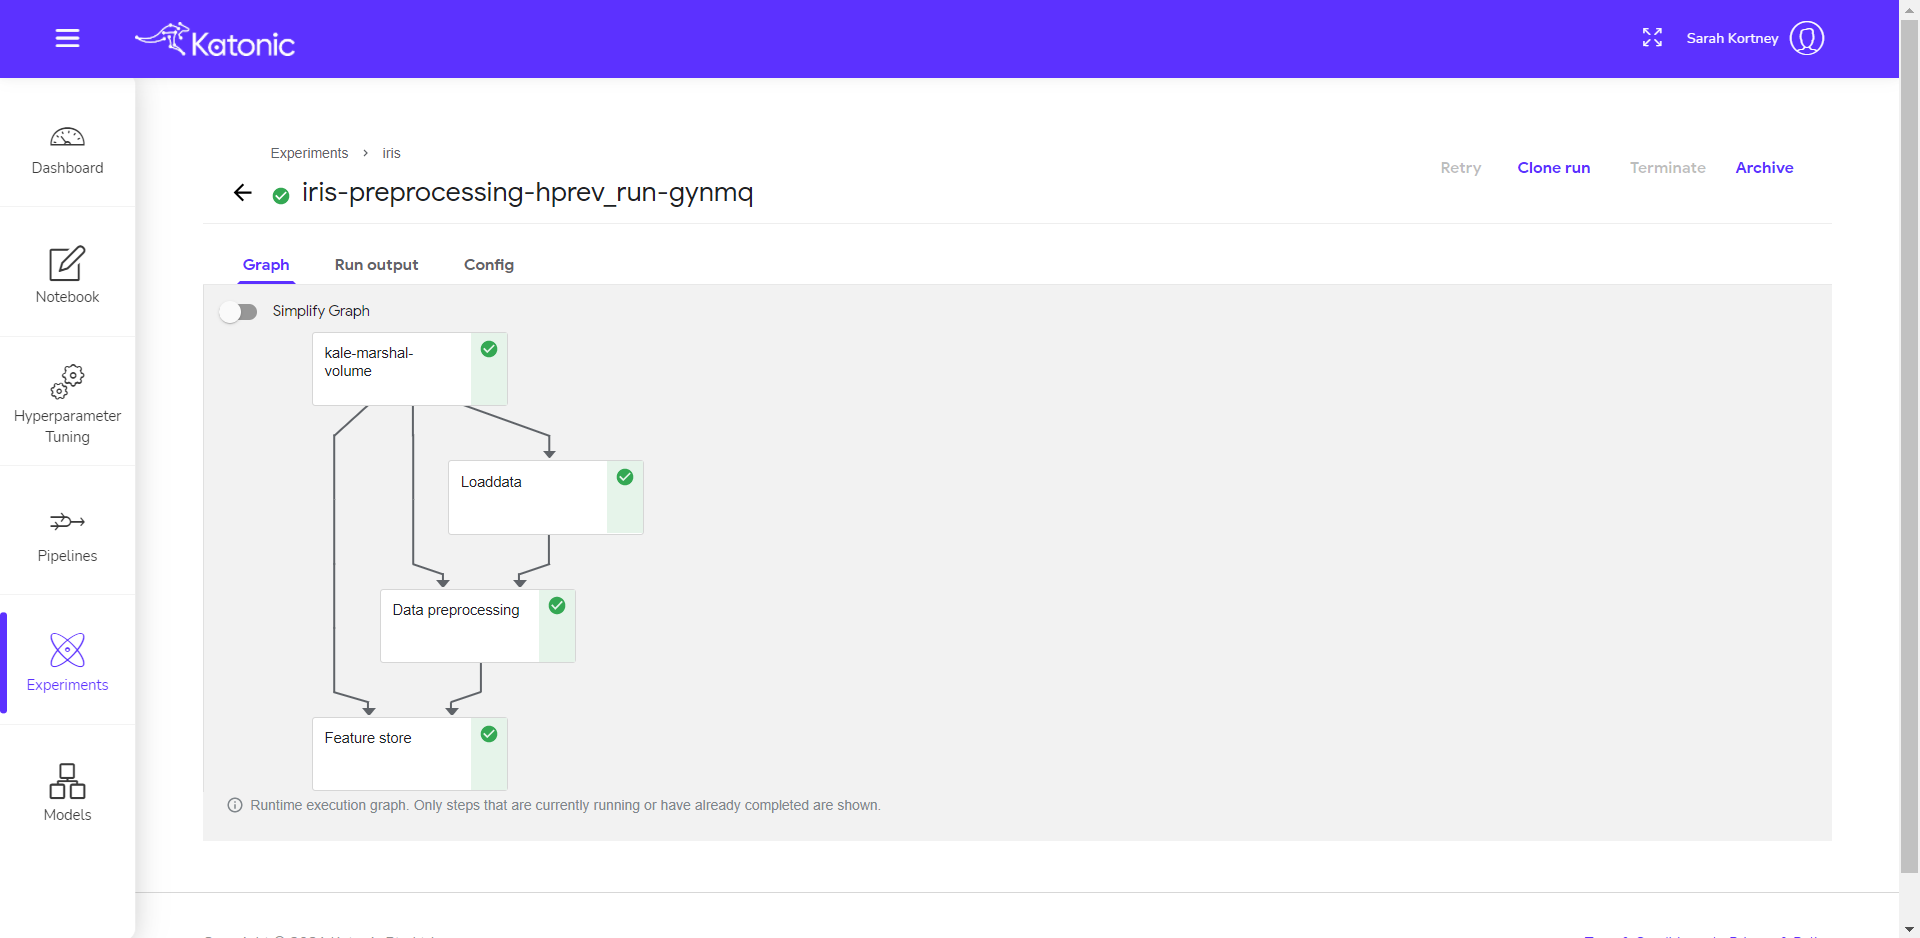 Katonic
Sarah Kortney
Dashboard
Notebook
Hyperparameter
Tuning
Pipelines
Experiments
Models
Experiments > iris
iris-preprocessing-hprev_run-gynmq
Retry
Clone run
Terminate
Archive
Graph
Run output
Config
Simplify Graph
kale-marshal-
volume
Loaddata
Data preprocessing
Feature store
Runtime execution graph. Only steps that are currently running or have already completed are shown.